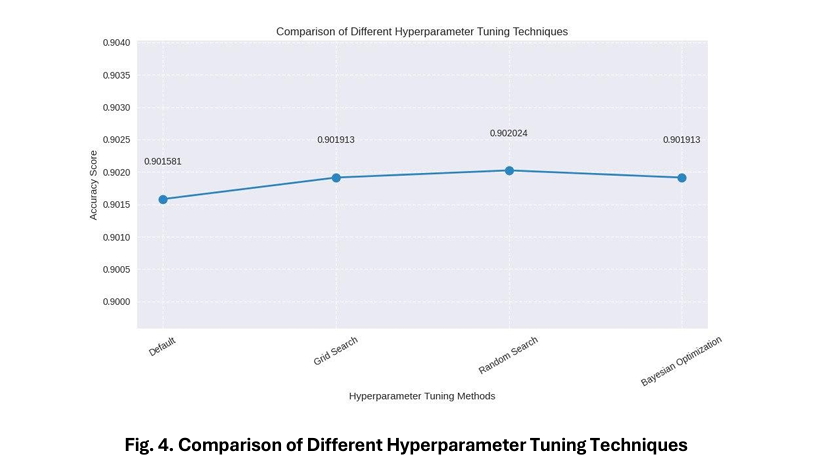 Comparison of Different Hyperparameter Tuning Techniques
0.9040
0.9035
0.9030
0.9025
0.9020
0.9015
0.9010
0.9005
0.9000
Accuracy Score
0.901581
0.901913
0.902024
0.901913
Default
Grid Search
Random Search
Bayesian Optimization
Hyperparameter Tuning Methods
Fig. 4. Comparison of Different Hyperparameter Tuning Techniques